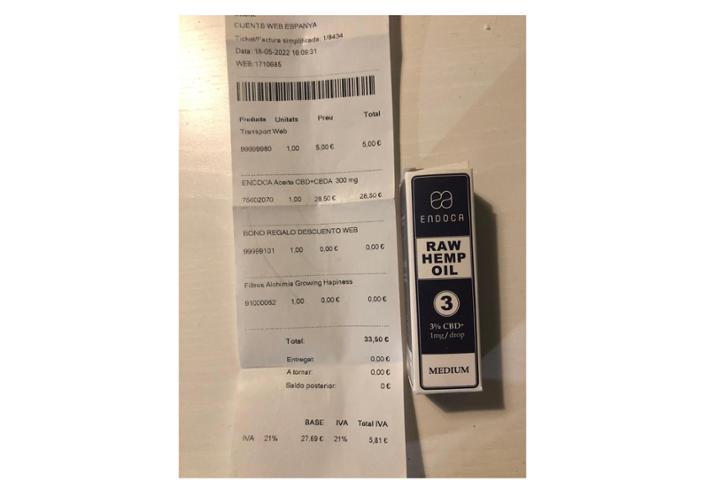 CLIENTS WEB ESPANYA
Ticket/Factura simplificada: 1/8434
Data: 18-05-2022 16:09:31
WEB: 1710685
Producte Unitats Preu Total
Transport Web
99999980 1,00 5,00 € 5,00 €
ENDOCA Aceite CBD+CBDA 300 mg
75602070 1,00 28,50 € 28,50 €
BONO REGALO DESCUENTO WEB
99999101 1,00 0,00 € 0,00 €
Filtros Alchimia Growing Hapiness
91000062 1,00 0,00 € 0,00 €
Total: 33,50 €
Entregat: 0,00 €
A tornar: 0,00 €
Saldo posterior: 0 €
BASE IVA Total IVA
IVA 21% 27,69 € 21% 5,81 €
ENDOCA
RAW
HEMP
OIL
3
3% CBD+
1mg/drop
MEDIUM